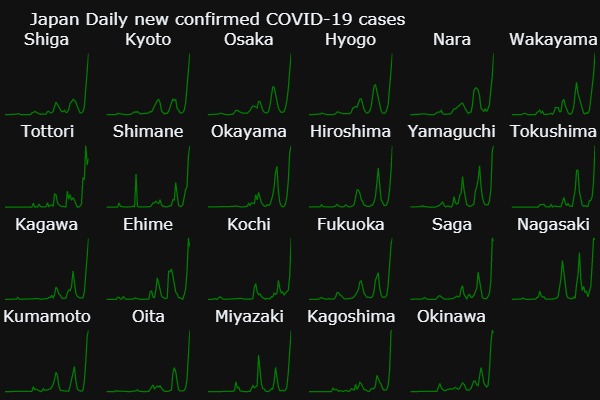 Japan Daily new confirmed COVID-19 cases
Shiga Kyoto Osaka Hyogo Nara Wakayama
Tottori Shimane Okayama Hiroshima Yamaguchi Tokushima
Kagawa Ehime Kochi Fukuoka Saga Nagasaki
Kumamoto Oita Miyazaki Kagoshima Okinawa